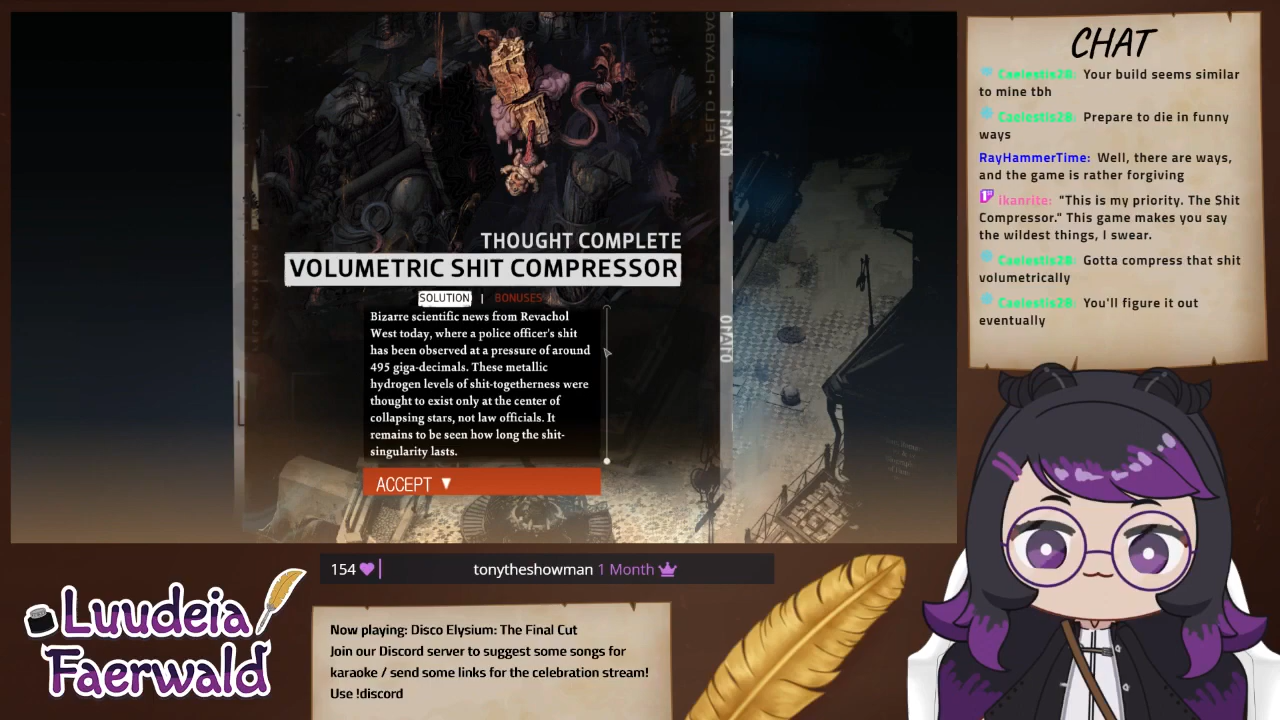 THOUGHT COMPLETE
VOLUMETRIC SHIT COMPRESSOR
SOLUTION | BONUSES
Bizarre scientific news from Revachol
West today, where a police officer's shit
has been observed at a pressure of around
495 giga-decimals. These metallic
hydrogen levels of shit-togetherness were
thought to exist only at the center of
collapsing stars, not law officials. It
remains to be seen how long the shit-
singularity lasts.
ACCEPT
CHAT
Caelestis28: Your build seems similar
to mine tbh
Caelestis28: Prepare to die in funny
ways
RayHammerTime: Well, there are ways,
and the game is rather forgiving
ikanrite: "This is my priority. The Shit
Compressor." This game makes you say
the wildest things, I swear.
Caelestis28: Gotta compress that shit
volumetrically
Caelestis28: You'll figure it out
eventually
154
tonytheshowman 1 Month
Luudeia
Faerwald
Now playing: Disco Elysium: The Final Cut
Join our Discord server to suggest some songs for
karaoke / send some links for the celebration stream!
Use !discord